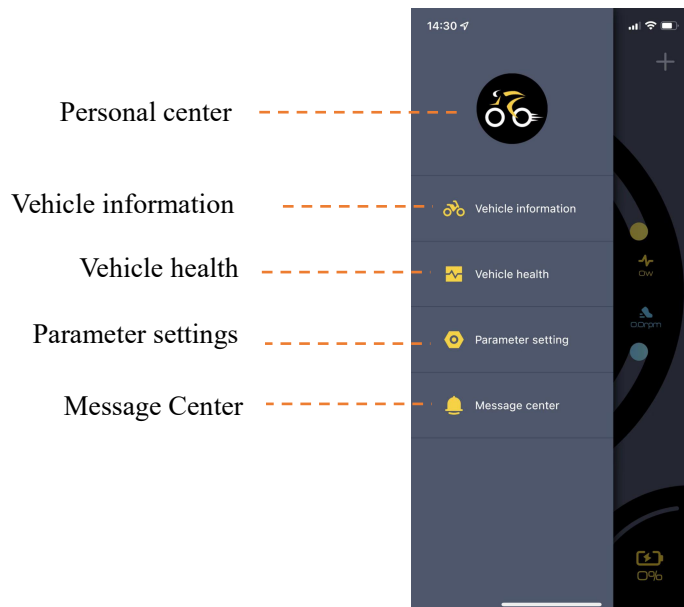 14:30
Personal center
Vehicle information
Vehicle information
Vehicle health
Vehicle health
0w
Parameter settings
Parameter setting
0.0rpm
Message Center
Message center
0%